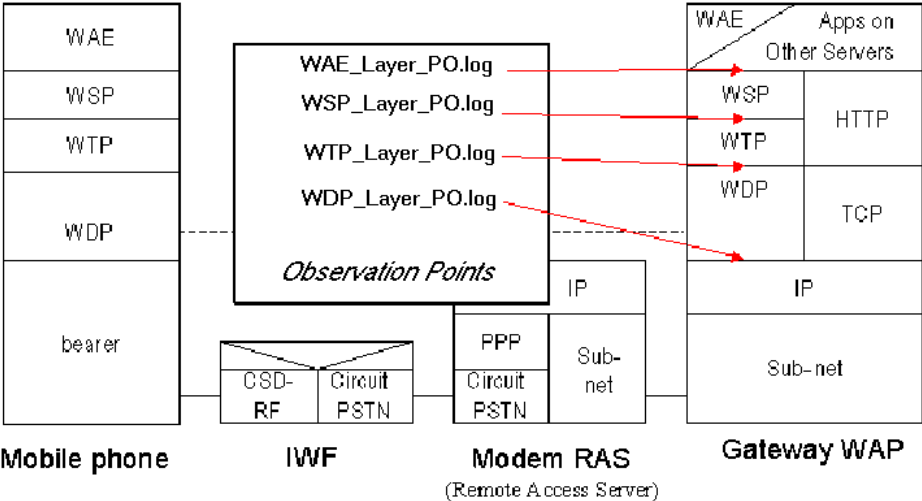 WAE
WSP
WTP
WDP
bearer
Mobile phone
WAE_Layer_PO.log
WSP_Layer_PO.log
WTP_Layer_PO.log
WDP_Layer_PO.log
Observation Points
CSD-
RF
Circuit
PSTN
IWF
IP
PPP
Circuit
PSTN
Sub-
net
Modem RAS
(Remote Access Server)
WAE
Apps on
Other Servers
WSP
WTP
HTTP
WDP
TCP
IP
Sub-net
Gateway WAP